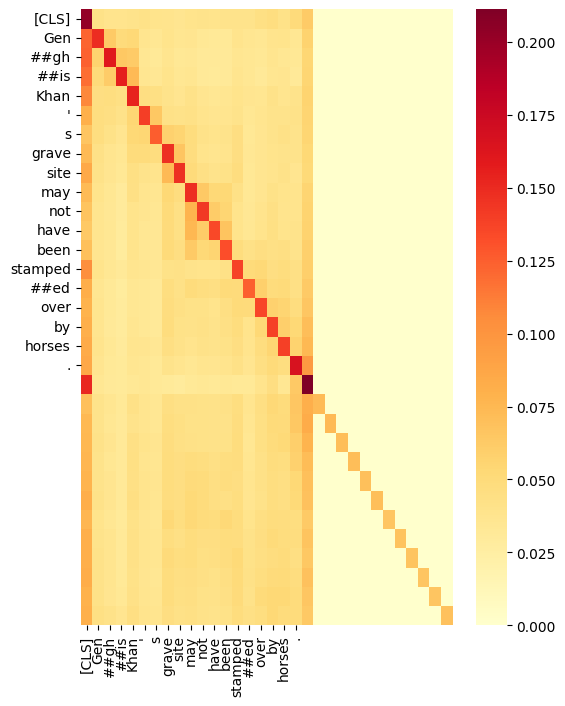 [CLS]
Gen
##gh
##is
Khan
'
s
grave
site
may
not
have
been
stamped
##ed
over
by
horses
.
[CLS]
Gen
##gh
##is
Khan
'
s
grave
site
may
not
have
been
stamped
##ed
over
by
horses
.
0.200
0.175
0.150
0.125
0.100
0.075
0.050
0.025
0.000